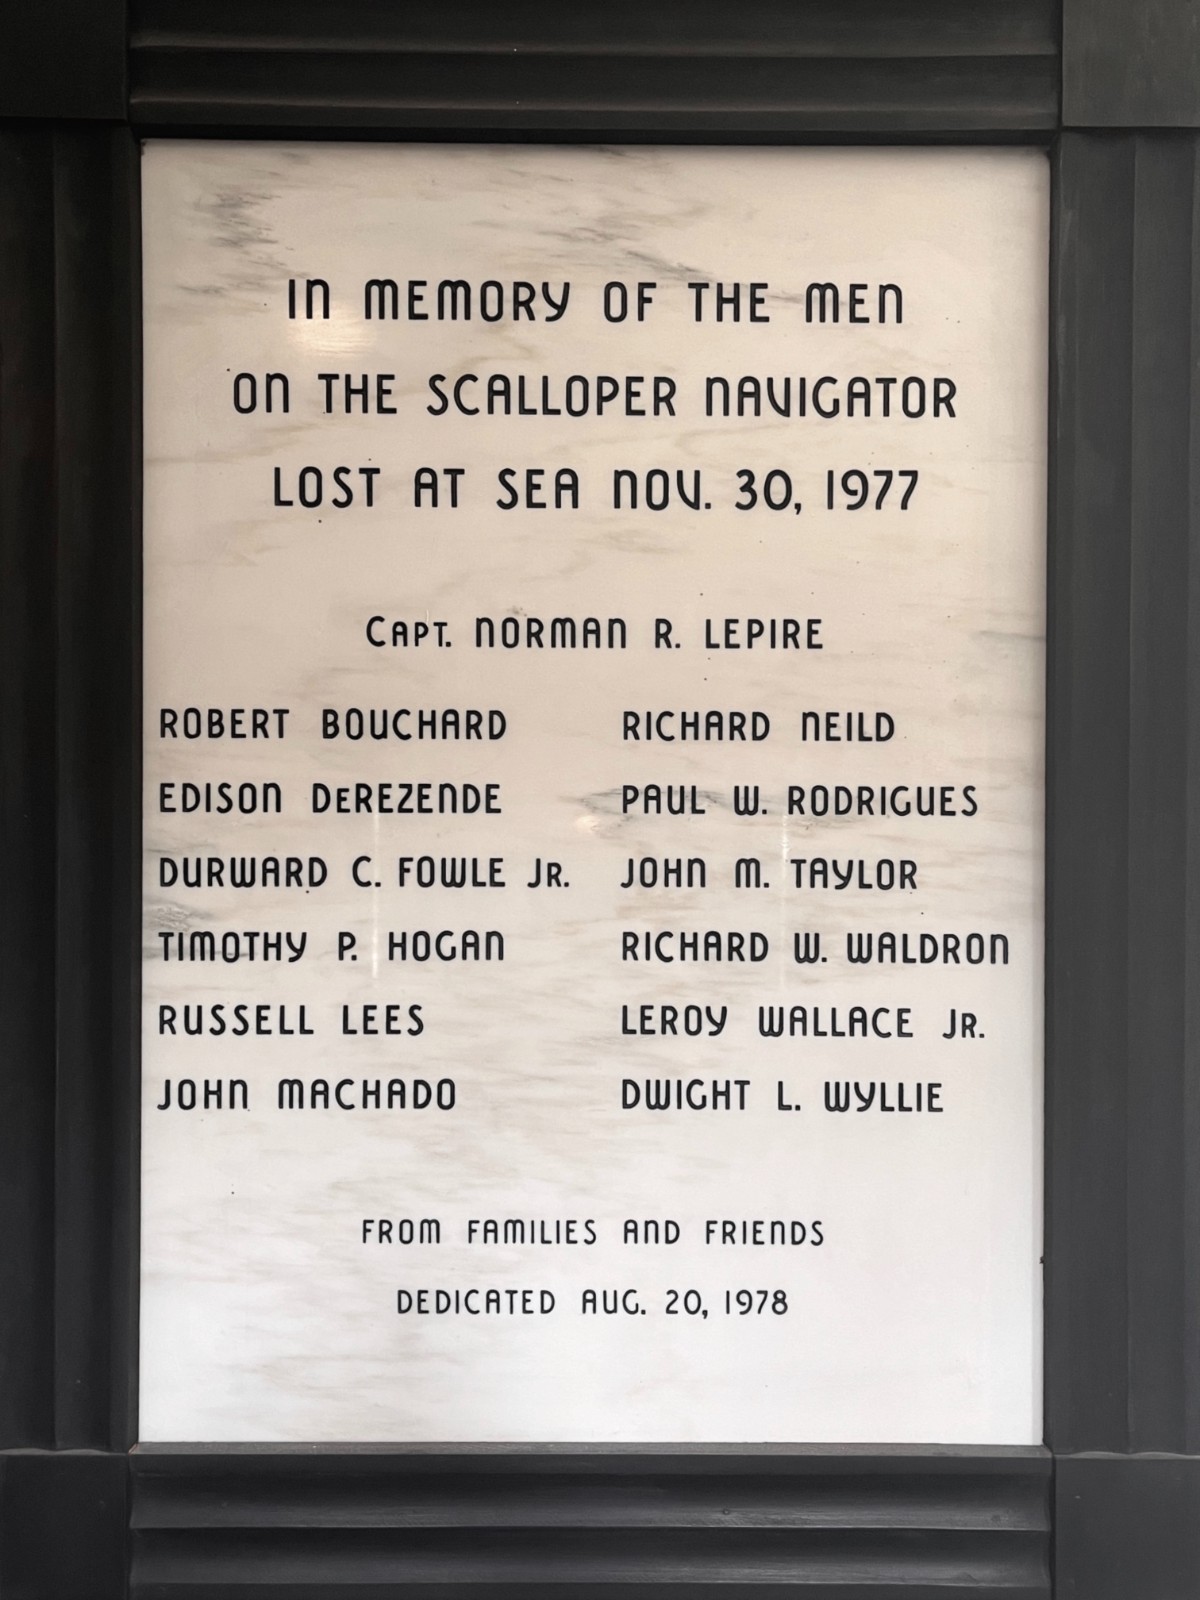 IN MEMORY OF THE MEN
ON THE SCALLOPER NAVIGATOR
LOST AT SEA NOV. 30, 1977
CAPT. NORMAN R. LEPIRE
ROBERT BOUCHARD
EDISON DEREZENDE
DURWARD C. FOWLE JR.
TIMOTHY P. HOGAN
RUSSELL LEES
JOHN MACHADO
RICHARD NEILD
PAUL W. RODRIGUES
JOHN M. TAYLOR
RICHARD W. WALDRON
LEROY WALLACE JR.
DWIGHT L. WYLLIE
FROM FAMILIES AND FRIENDS
DEDICATED AUG. 20, 1978